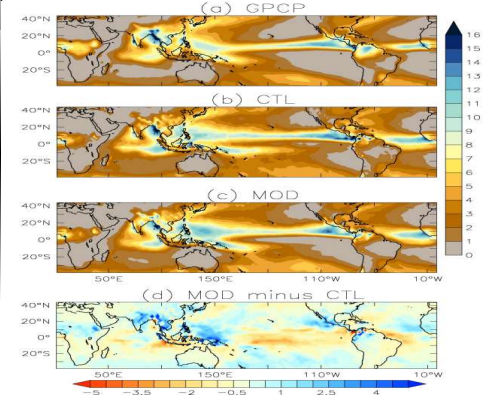 (a) GPCP
40°N
20°N
0°
20°S
(b) CTL
40°N
20°N
0°
20°S
(c) MOD
40°N
20°N
0°
20°S
50°E 150°E 110°W 10°W
(d) MOD minus CTL
40°N
20°N
0°
20°S
50°E 150°E 110°W 10°W
-5 -3.5 -2 -0.5 1 2.5 4
16
15
14
13
12
11
10
9
8
7
6
5
4
3
2
1
0